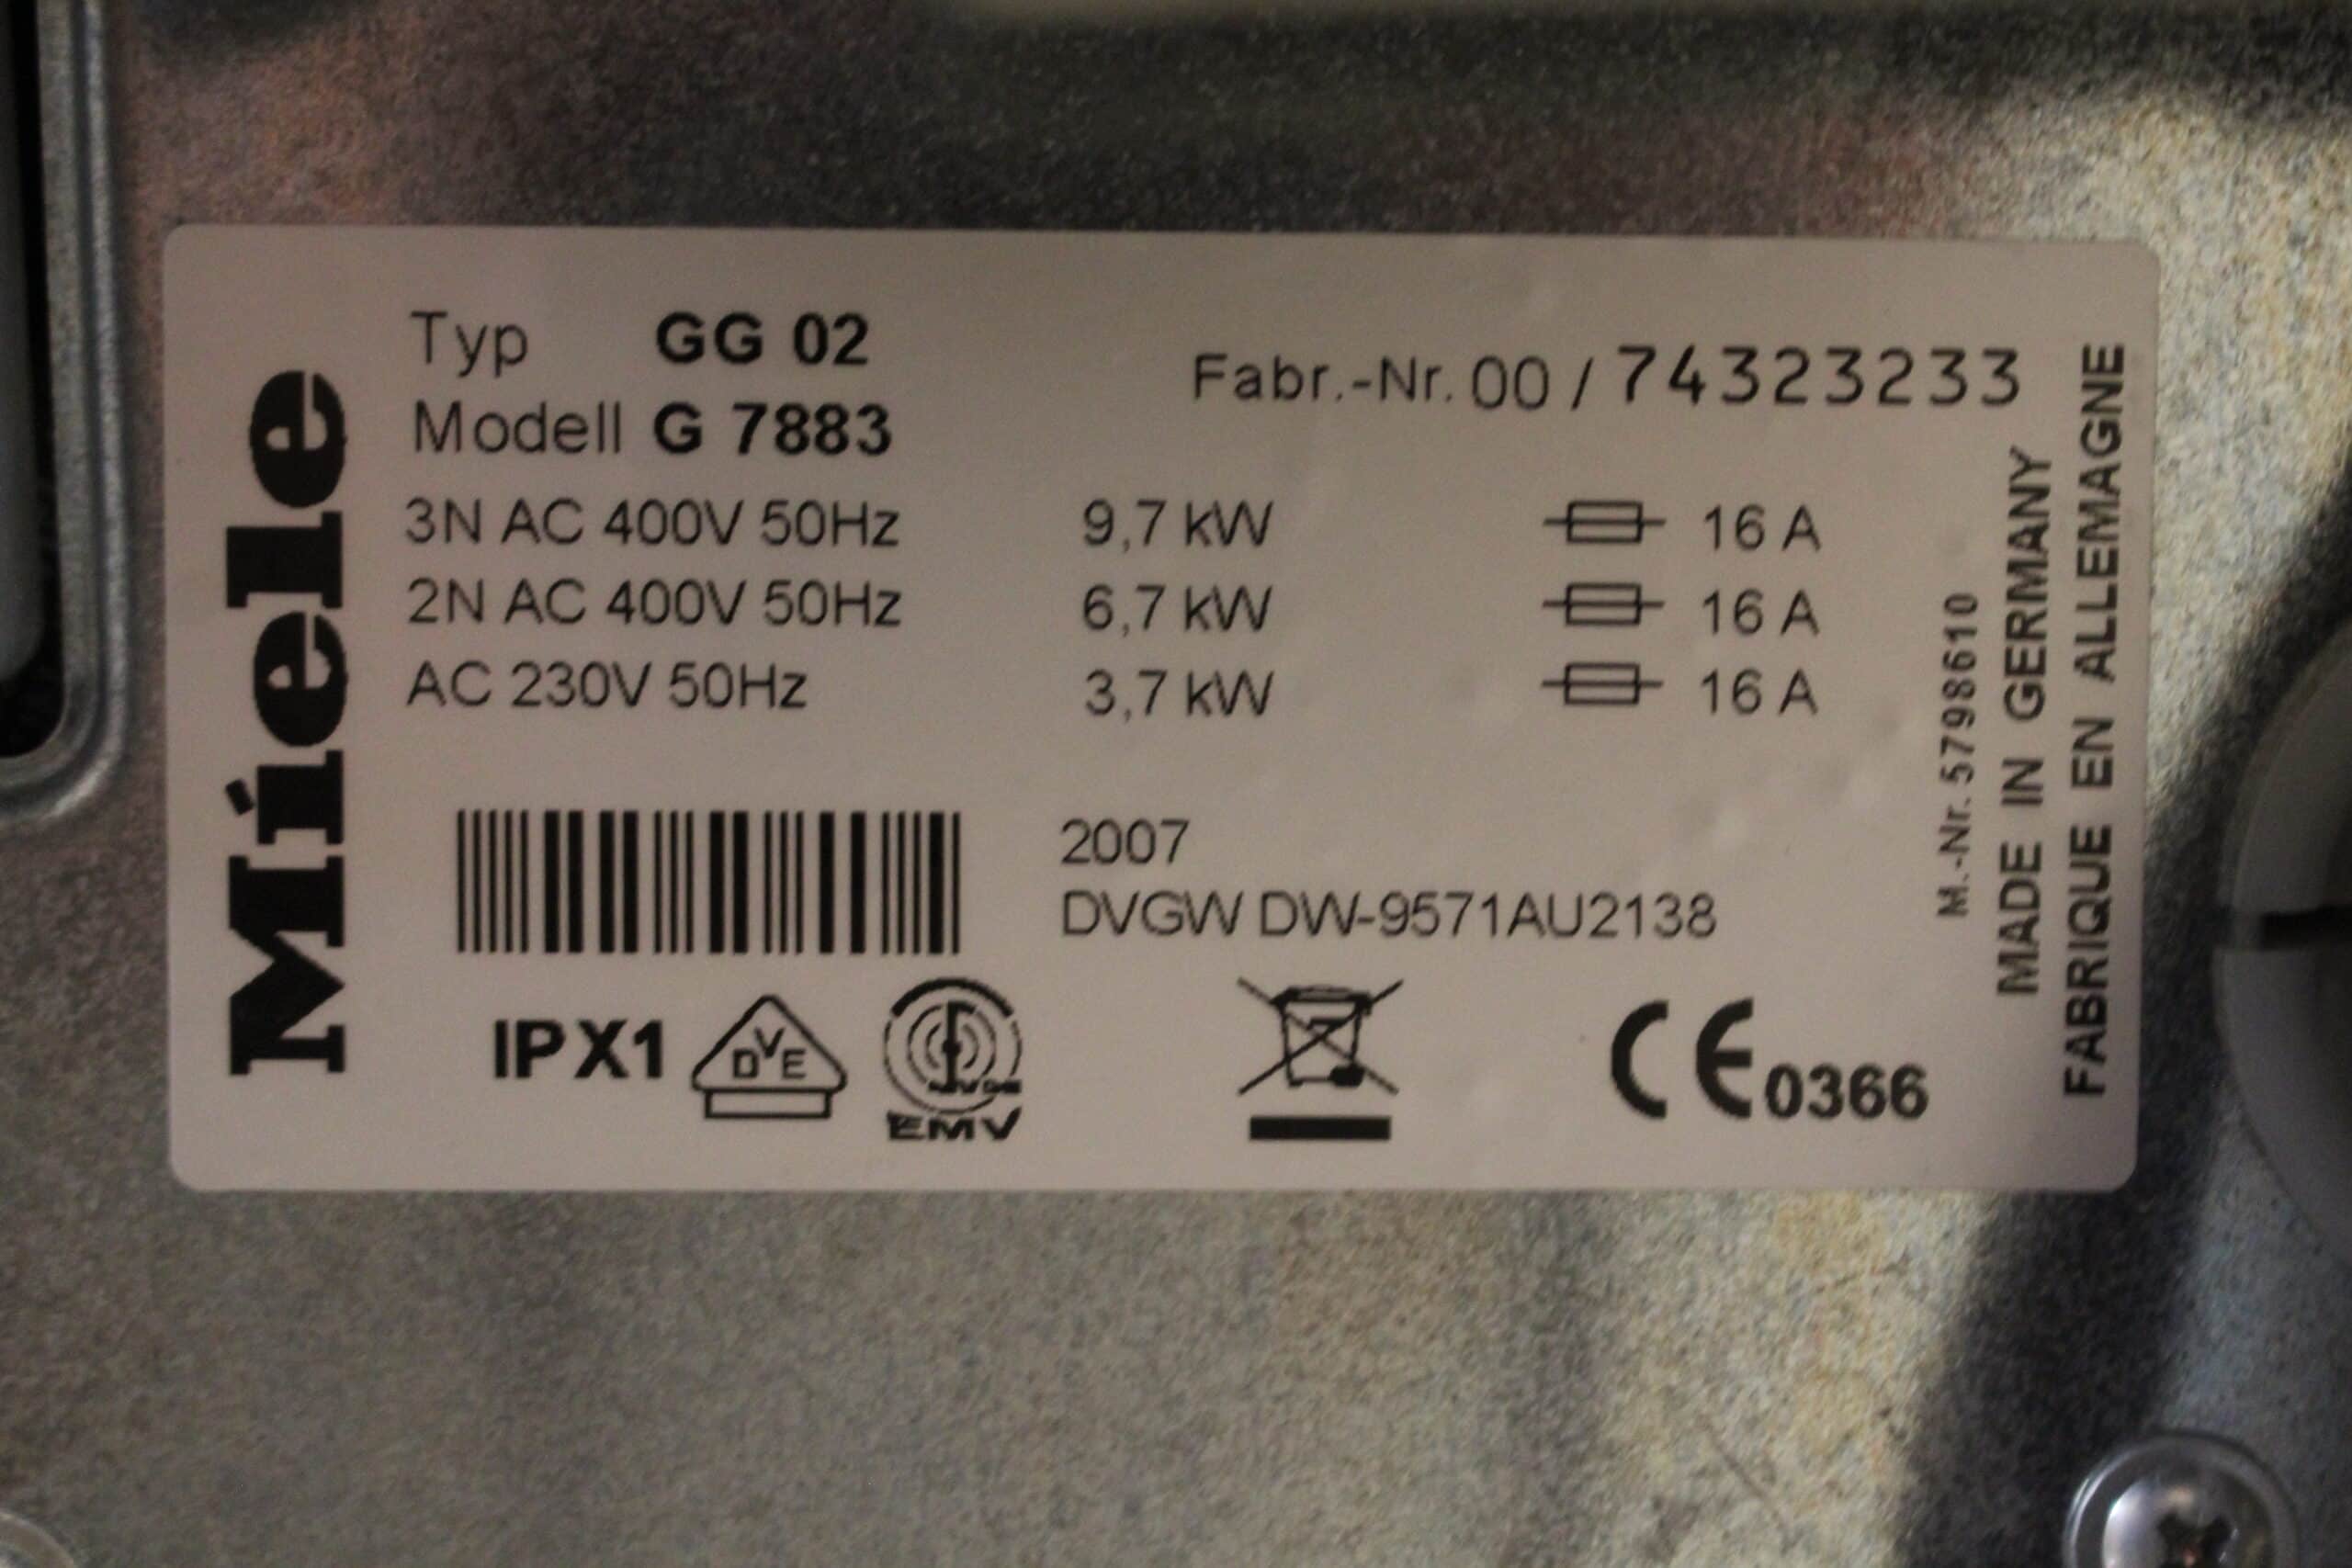 Miele
Typ GG 02
Modell G 7883
Fabr.-Nr. 00 / 74323233
3N AC 400V 50Hz 9,7 kW 16 A
2N AC 400V 50Hz 6,7 kW 16 A
AC 230V 50Hz 3,7 kW 16 A
2007
DVGW DW-9571AU2138
IPX1
DVE
EMV
CE 0366
M.-Nr. 5798610
MADE IN GERMANY
FABRIQUE EN ALLEMAGNE